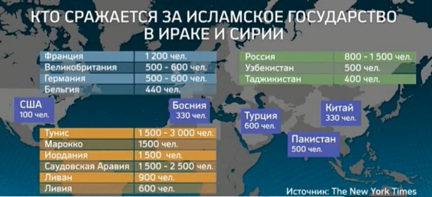 КТО СРАЖАЕТСЯ ЗА ИСЛАМСКОЕ ГОСУДАРСТВО
В ИРАКЕ И СИРИИ
Франция 1 200 чел.
Великобритания 500 - 600 чел.
Германия 500 - 600 чел.
Бельгия 440 чел.
Россия 800 - 1 500 чел.
Узбекистан 500 чел.
Таджикистан 400 чел.
США
100 чел.
Босния
330 чел.
Турция
600 чел.
Китай
330 чел.
Пакистан
500 чел.
Тунис 1 500 - 3 000 чел.
Марокко 1500 чел.
Иордания 1 500 чел.
Саудовская Аравия 1 500 - 2 500 чел.
Ливан 900 чел.
Ливия 600 чел.
Источник: The New York Times